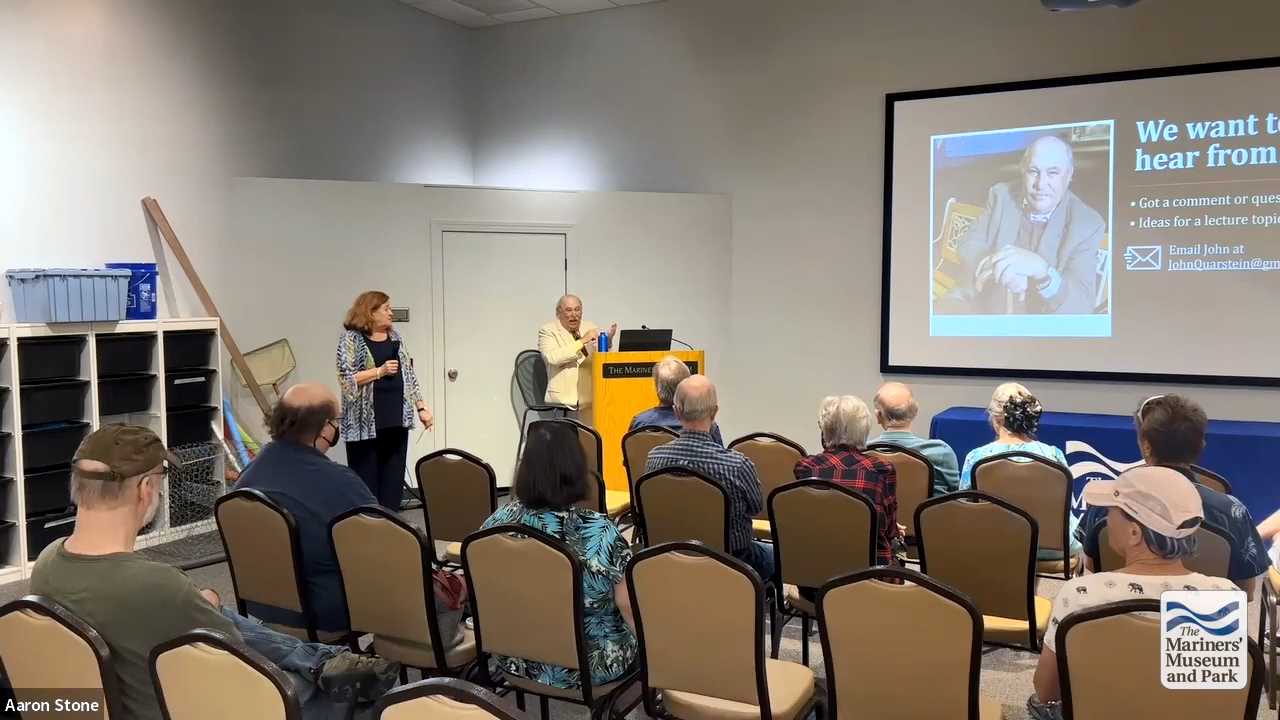 We want t
hear from
• Got a comment or ques
• Ideas for a lecture topi
Email John at
JohnQuarstein@gm
THE MARINE
The
M
The
Mariners'
Museum
and Park
Aaron Stone